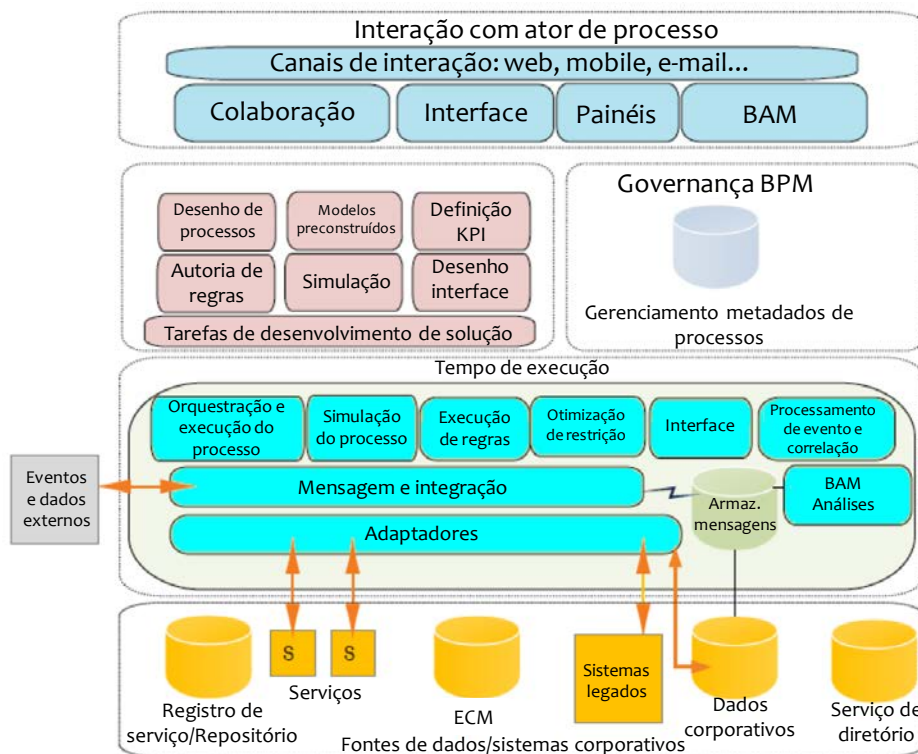 Interação com ator de processo
Canais de interação: web, mobile, e-mail...
Colaboração
Interface
Painéis
BAM
Desenho de
processos
Modelos
preconstruídos
Definição
KPI
Autoria de
regras
Simulação
Desenho
interface
Tarefas de desenvolvimento de solução
Governança BPM
Gerenciamento metadados de
processos
Tempo de execução
Orquestração e
execução do
processo
Simulação
do processo
Execução
de regras
Otimização
de restrição
Interface
Processamento
de evento e
correlação
Eventos
e dados
externos
Mensagem e integração
Armaz.
mensagens
BAM
Análises
Adaptadores
Registro de
serviço/Repositório
S
S
Serviços
ECM
Sistemas
legados
Dados
corporativos
Serviço de
diretório
Fontes de dados/sistemas corporativos